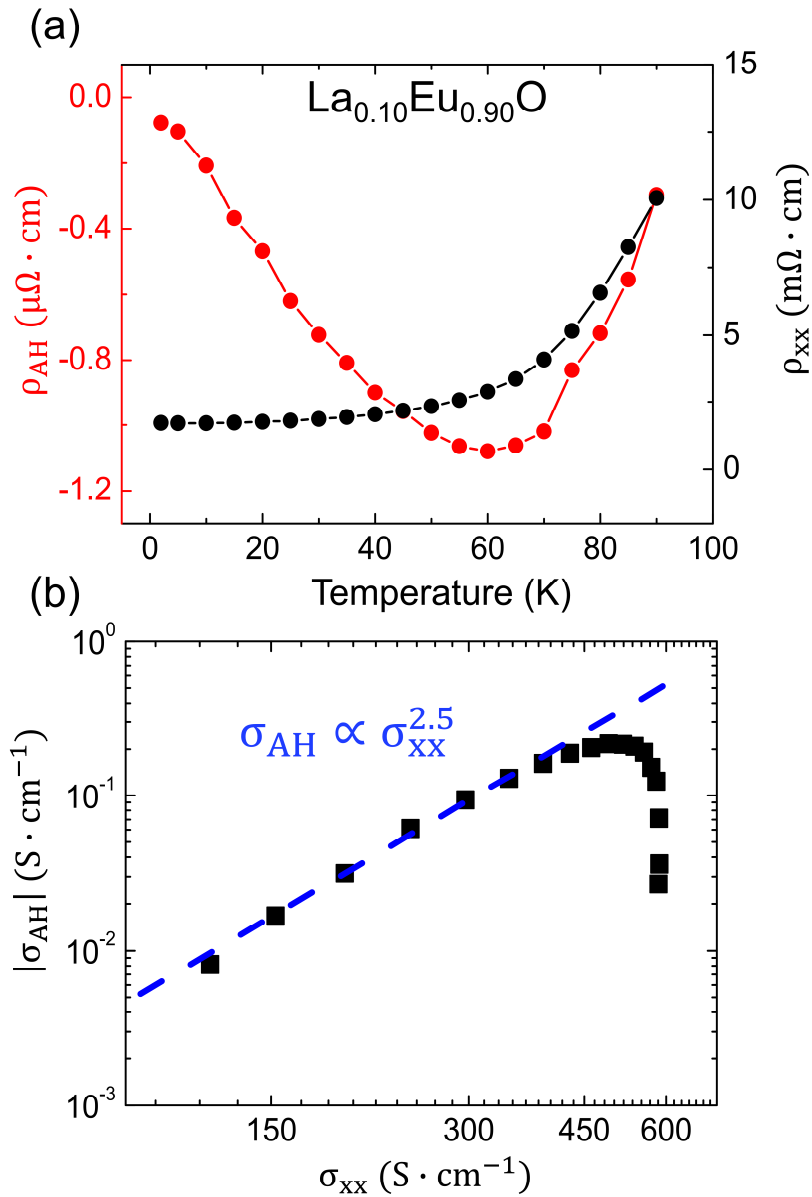 (a)
La₀.₁₀Eu₀.₉₀O
ρAH (μΩ · cm)
0.0
-0.4
-0.8
-1.2
15
10
5
0
ρxx (mΩ · cm)
0 20 40 60 80 100
Temperature (K)
(b)
σAH ∝ σxx^2.5
|σAH| (S · cm⁻¹)
10⁰
10⁻¹
10⁻²
10⁻³
150 300 450 600
σxx (S · cm⁻¹)